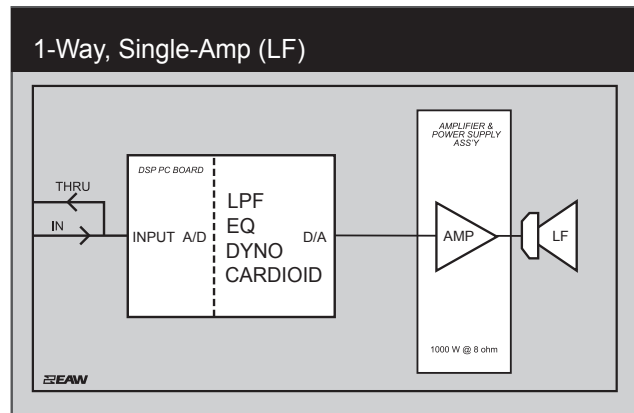 1-Way, Single-Amp (LF)
AMPLIFIER &
POWER SUPPLY
ASS'Y
DSP PC BOARD
THRU
IN
INPUT A/D
LPF
EQ
DYNO
CARDIOID
D/A
AMP
LF
1000 W @ 8 ohm
EAW